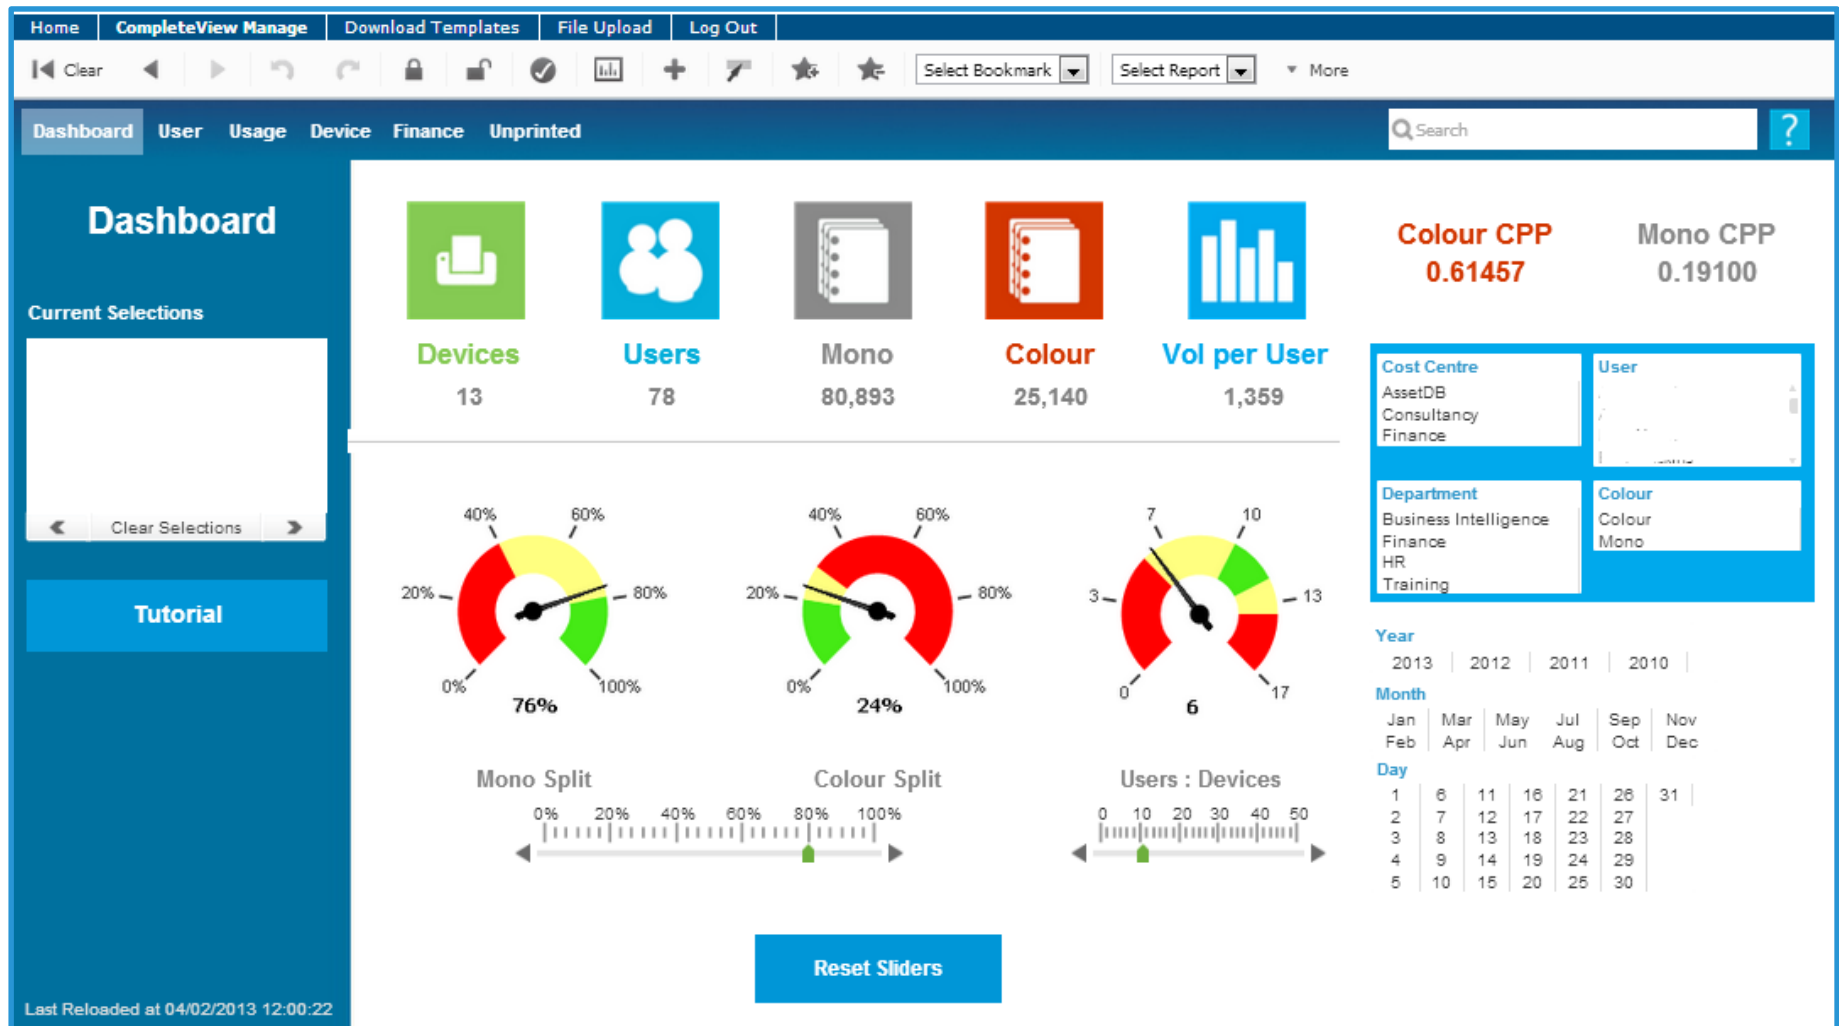 Home CompleteView Manage Download Templates File Upload Log Out
Clear Select Bookmark Select Report More
Dashboard User Usage Device Finance Unprinted Search ?
Dashboard
Current Selections
Clear Selections
Tutorial
Last Reloaded at 04/02/2013 12:00:22
Devices Users Mono Colour Vol per User
13 78 80,893 25,140 1,359
Colour CPP Mono CPP
0.61457 0.19100
Cost Centre
AssetDB
Consultancy
Finance
User
Department
Business Intelligence
Finance
HR
Training
Colour
Colour
Mono
40% 60%
20% 80%
0% 100%
76%
40% 60%
20% 80%
0% 100%
24%
7 10
3 13
0 17
6
Mono Split Colour Split Users : Devices
0% 20% 40% 60% 80% 100%
0 10 20 30 40 50
Reset Sliders
Year
2013 2012 2011 2010
Month
Jan Mar May Jul Sep Nov
Feb Apr Jun Aug Oct Dec
Day
1 6 11 16 21 26 31
2 7 12 17 22 27
3 8 13 18 23 28
4 9 14 19 24 29
5 10 15 20 25 30